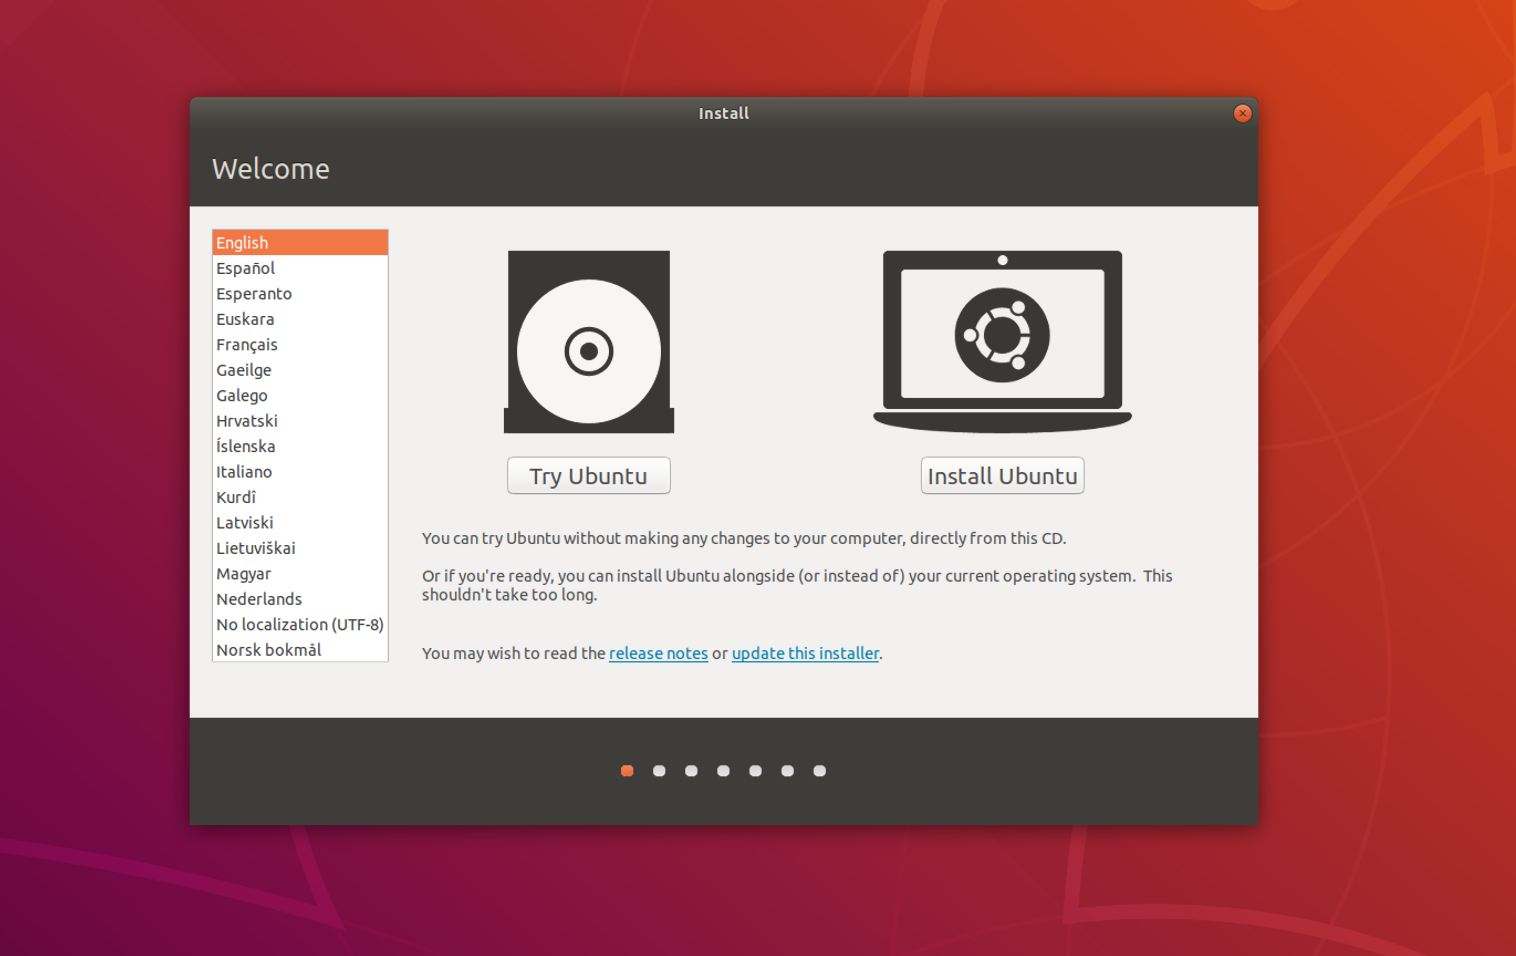 Install
Welcome
English
Español
Esperanto
Euskara
Français
Gaeilge
Galego
Hrvatski
Íslenska
Italiano
Kurdî
Latviski
Lietuviškai
Magyar
Nederlands
No localization (UTF-8)
Norsk bokmål
Try Ubuntu
Install Ubuntu
You can try Ubuntu without making any changes to your computer, directly from this CD.
Or if you're ready, you can install Ubuntu alongside (or instead of) your current operating system.  This
shouldn't take too long.
You may wish to read the release notes or update this installer.